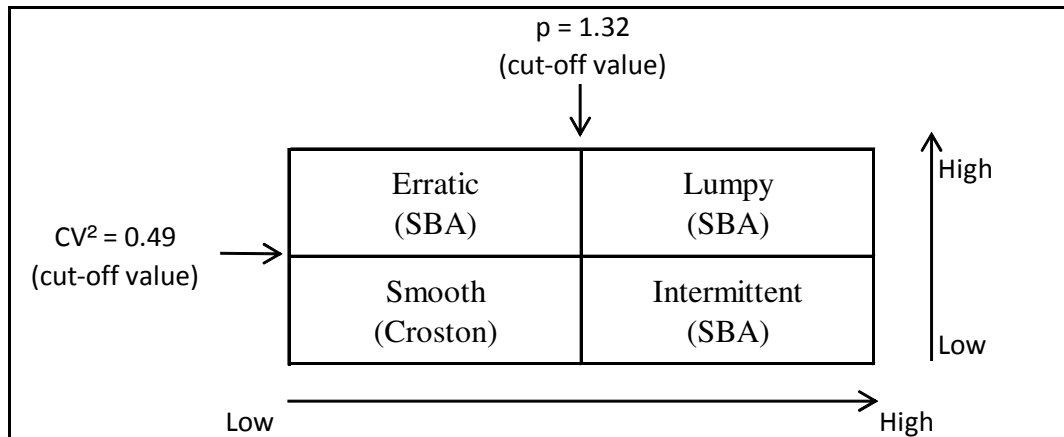 p = 1.32
(cut-off value)
High
Erratic
(SBA)
Lumpy
(SBA)
CV² = 0.49
(cut-off value)
Smooth
(Croston)
Intermittent
(SBA)
Low
Low
High